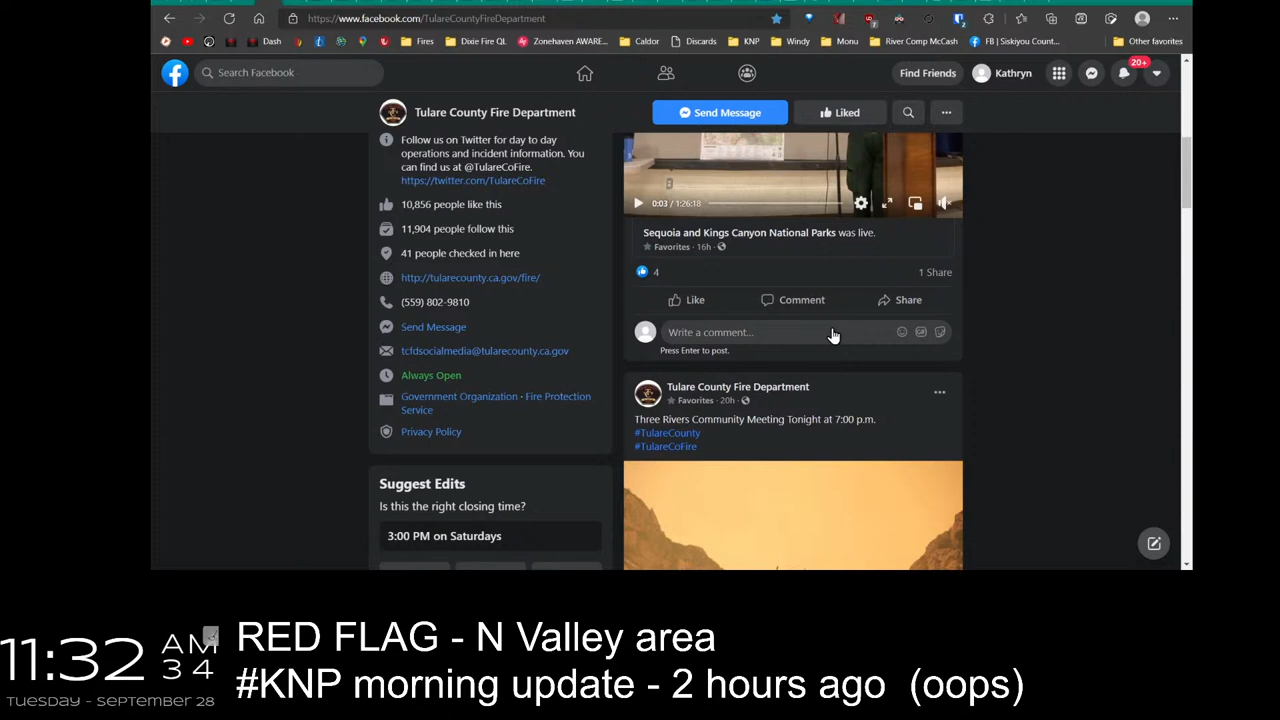 https://www.facebook.com/TulareCountyFireDepartment
Dash
Fires
Dixie Fire QL
Zonehaven AWARE...
Caldor
Discards
KNP
Windy
Monu
River Comp McCash
FB | Siskiyou Count...
Other favorites
Search Facebook
Find Friends
Kathryn
20+
Tulare County Fire Department
Send Message
Liked
Follow us on Twitter for day to day
operations and incident information. You
can find us at @TulareCoFire.
https://twitter.com/TulareCoFire
10,856 people like this
11,904 people follow this
41 people checked in here
http://tularecounty.ca.gov/fire/
(559) 802-9810
Send Message
tcfdsocialmedia@tularecounty.ca.gov
Always Open
Government Organization · Fire Protection
Service
Privacy Policy
Suggest Edits
Is this the right closing time?
3:00 PM on Saturdays
0:03 / 1:26:18
Sequoia and Kings Canyon National Parks was live.
Favorites · 16h ·
4
1 Share
Like
Comment
Share
Write a comment...
Press Enter to post.
Tulare County Fire Department
Favorites · 20h ·
Three Rivers Community Meeting Tonight at 7:00 p.m.
#TulareCounty
#TulareCoFire
11:32 AM
34
TUESDAY - SEPTEMBER 28
RED FLAG - N Valley area
#KNP morning update - 2 hours ago (oops)